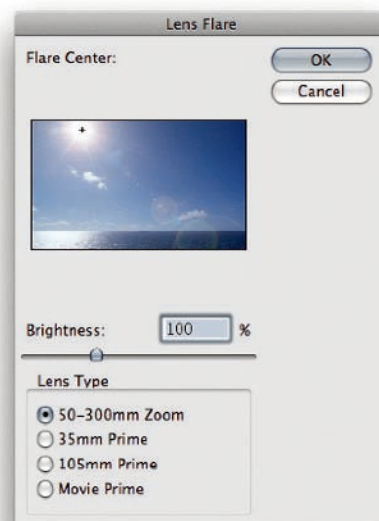 Lens Flare
Flare Center:
OK
Cancel
Brightness: 100 %
Lens Type
50-300mm Zoom
35mm Prime
105mm Prime
Movie Prime